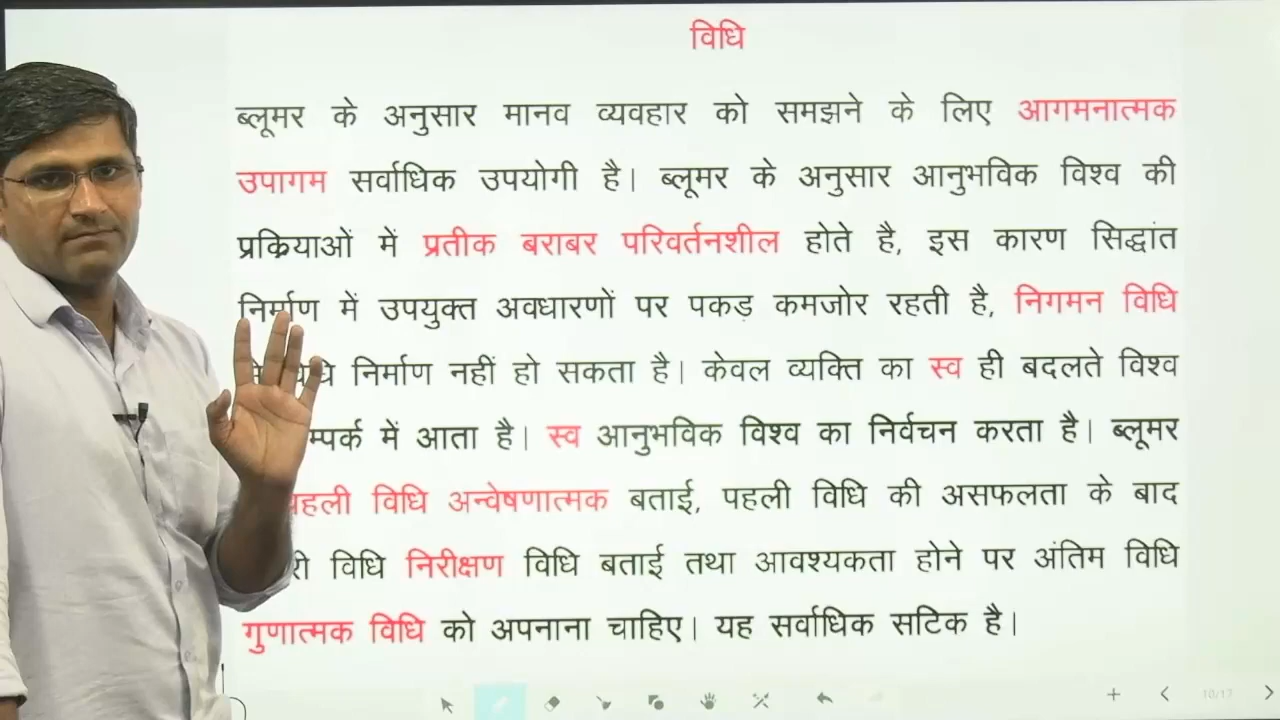 विधि
ब्लूमर के अनुसार मानव व्यवहार को समझने के लिए आगमनात्मक
उपागम सर्वाधिक उपयोगी है। ब्लूमर के अनुसार आनुभविक विश्व की
प्रक्रियाओं में प्रतीक बराबर परिवर्तनशील होते है, इस कारण सिद्धांत
निर्माण में उपयुक्त अवधारणों पर पकड़ कमजोर रहती है, निगमन विधि
निर्माण नहीं हो सकता है। केवल व्यक्ति का स्व ही बदलते विश्व
में आता है। स्व आनुभविक विश्व का निर्वचन करता है। ब्लूमर
विधि अन्वेषणात्मक बताई, पहली विधि की असफलता के बाद
विधि निरीक्षण विधि बताई तथा आवश्यकता होने पर अंतिम विधि
गुणात्मक विधि को अपनाना चाहिए। यह सर्वाधिक सटिक है।
10/17